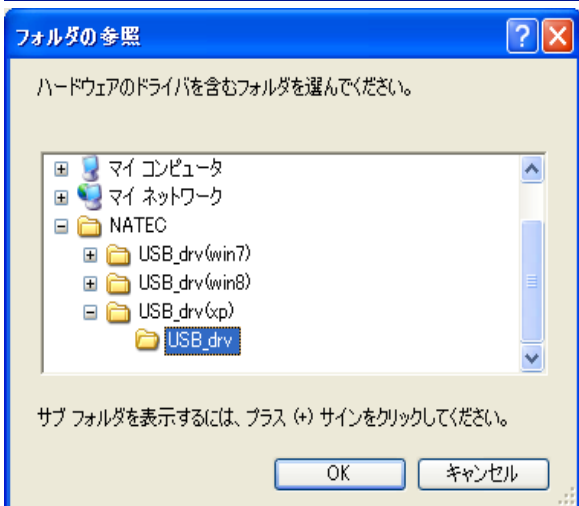 フォルダの参照
ハードウェアのドライバを含むフォルダを選んでください。
マイ コンピュータ
マイ ネットワーク
NATEC
USB_drv(win7)
USB_drv(win8)
USB_drv(xp)
USB_drv
サブ フォルダを表示するには、プラス (+) サインをクリックしてください。
OK
キャンセル